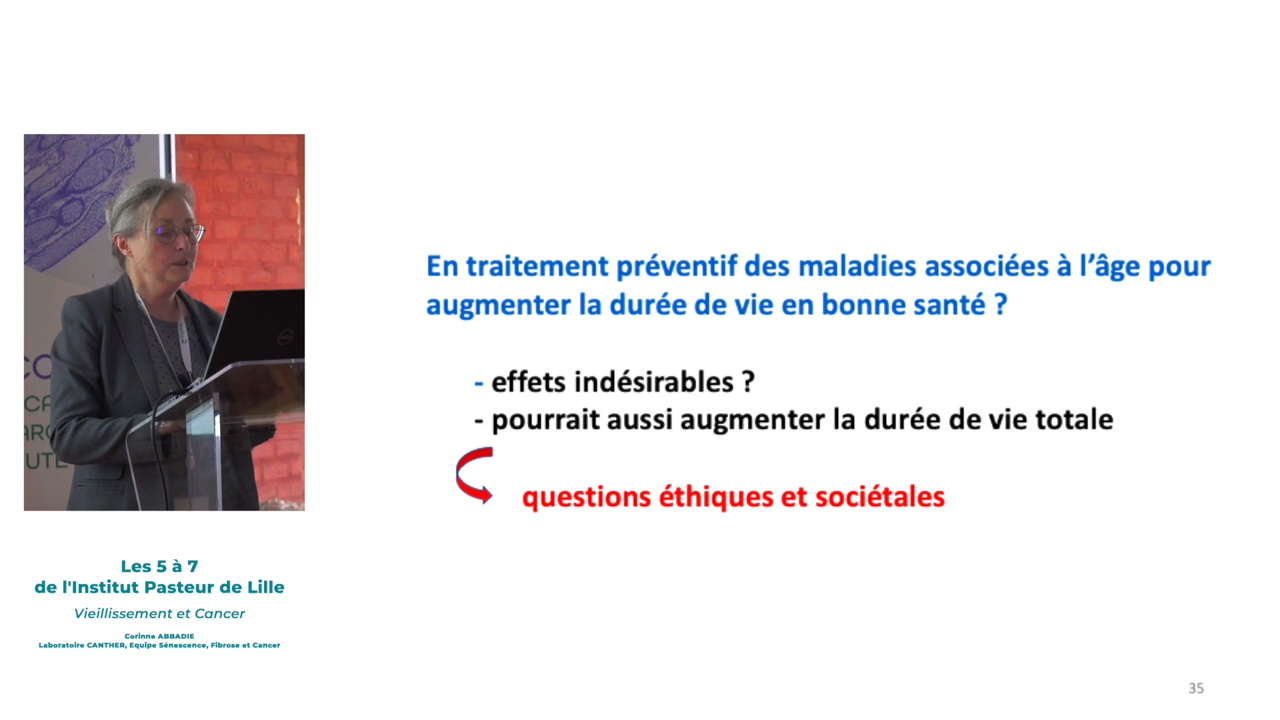 En traitement préventif des maladies associées à l'âge pour
augmenter la durée de vie en bonne santé ?
- effets indésirables ?
- pourrait aussi augmenter la durée de vie totale
questions éthiques et sociétales
Les 5 à 7
de l'Institut Pasteur de Lille
Vieillissement et Cancer
Corinne ABBADIE
Laboratoire CANTHER, Equipe Sénescence, Fibrose et Cancer
35